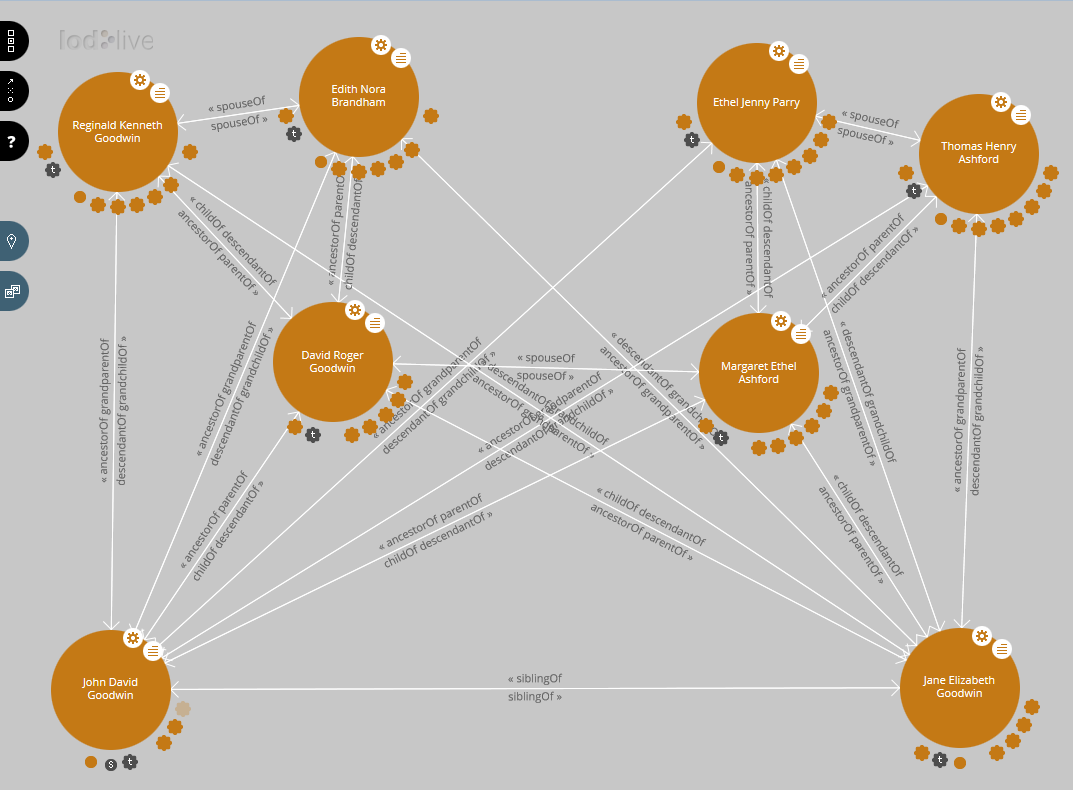 lod live
Reginald Kenneth
Goodwin
Edith Nora
Brandham
Ethel Jenny Parry
Thomas Henry
Ashford
« spouseOf
spouseOf »
« spouseOf
spouseOf »
?
t
t
t
t
« childOf descendantOf
ancestorOf parentOf »
« ancestorOf parentOf
childOf descendantOf »
« childOf descendantOf
ancestorOf parentOf »
« ancestorOf parentOf
childOf descendantOf »
David Roger
Goodwin
Margaret Ethel
Ashford
« spouseOf
spouseOf »
t
t
« ancestorOf grandparentOf
descendantOf grandchildOf »
« ancestorOf grandparentOf
descendantOf grandchildOf »
« ancestorOf grandparentOf
descendantOf grandchildOf »
« descendantOf grandchildOf
ancestorOf grandparentOf »
« ancestorOf grandparentOf
descendantOf grandchildOf »
« descendantOf grandchildOf
ancestorOf grandparentOf »
« descendantOf grandchildOf
ancestorOf grandparentOf »
« ancestorOf grandparentOf
descendantOf grandchildOf »
« ancestorOf parentOf
childOf descendantOf »
« ancestorOf parentOf
childOf descendantOf »
« childOf descendantOf
ancestorOf parentOf »
« childOf descendantOf
ancestorOf parentOf »
John David
Goodwin
« siblingOf
siblingOf »
Jane Elizabeth
Goodwin
S
t
t